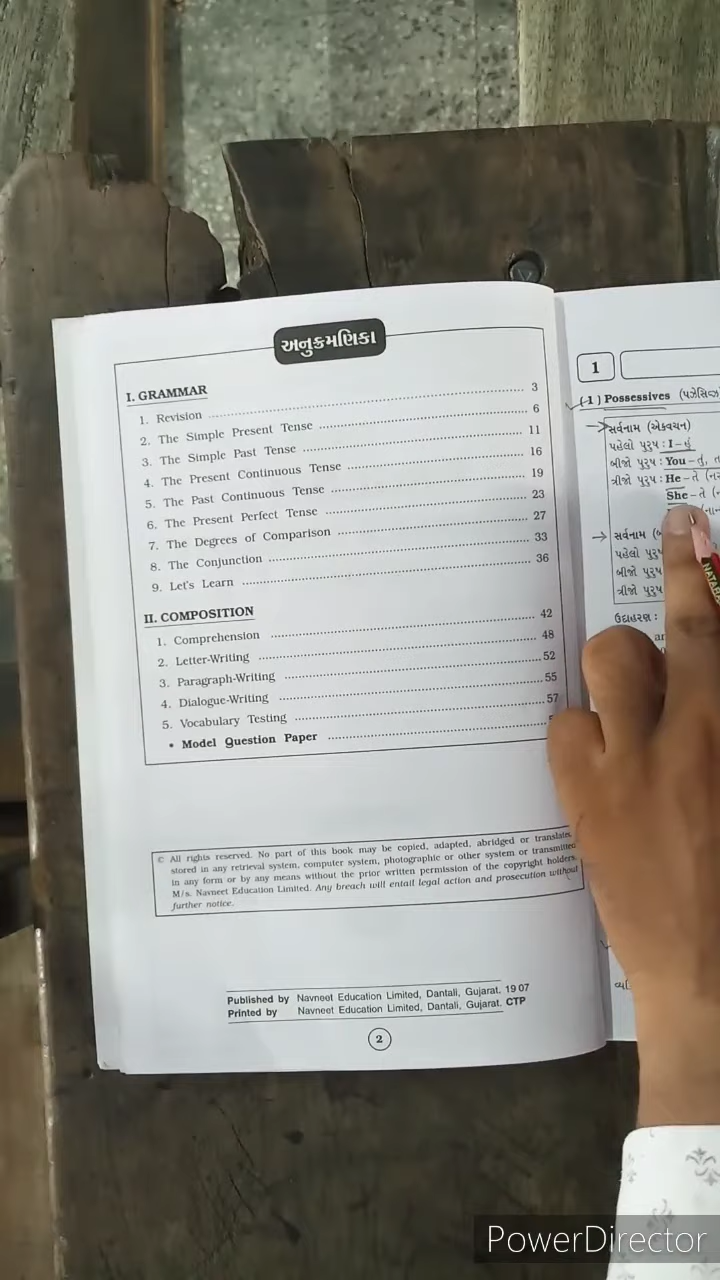 અનુક્રમણિકા
I. GRAMMAR
1. Revision ........ 3
2. The Simple Present Tense ........ 6
3. The Simple Past Tense ........ 11
4. The Present Continuous Tense ........ 16
5. The Past Continuous Tense ........ 19
6. The Present Perfect Tense ........ 23
7. The Degrees of Comparison ........ 27
8. The Conjunction ........ 33
9. Let's Learn ........ 36
II. COMPOSITION
1. Comprehension ........ 42
2. Letter-Writing ........ 48
3. Paragraph-Writing ........ 52
4. Dialogue-Writing ........ 55
5. Vocabulary Testing ........ 57
• Model Question Paper ........
© All rights reserved. No part of this book may be copied, adapted, abridged or translated,
stored in any retrieval system, computer system, photographic or other system or transmitted
in any form or by any means without the prior written permission of the copyright holders,
M/s. Navneet Education Limited. Any breach will entail legal action and prosecution without
further notice.
Published by Navneet Education Limited, Dantali, Gujarat. 19 07
Printed by Navneet Education Limited, Dantali, Gujarat. CTP
2
1
(1) Possessives
સર્વનામ (એકવચન)
પહેલો પુરુષ : I – હું
બીજો પુરુષ : You – તું,
ત્રીજો પુરુષ : He – તે
She – તે
સર્વનામ
પહેલો
બીજો પુરુષ
ત્રીજો પુરુષ
ઉદાહરણ :
NATARA
PowerDirector